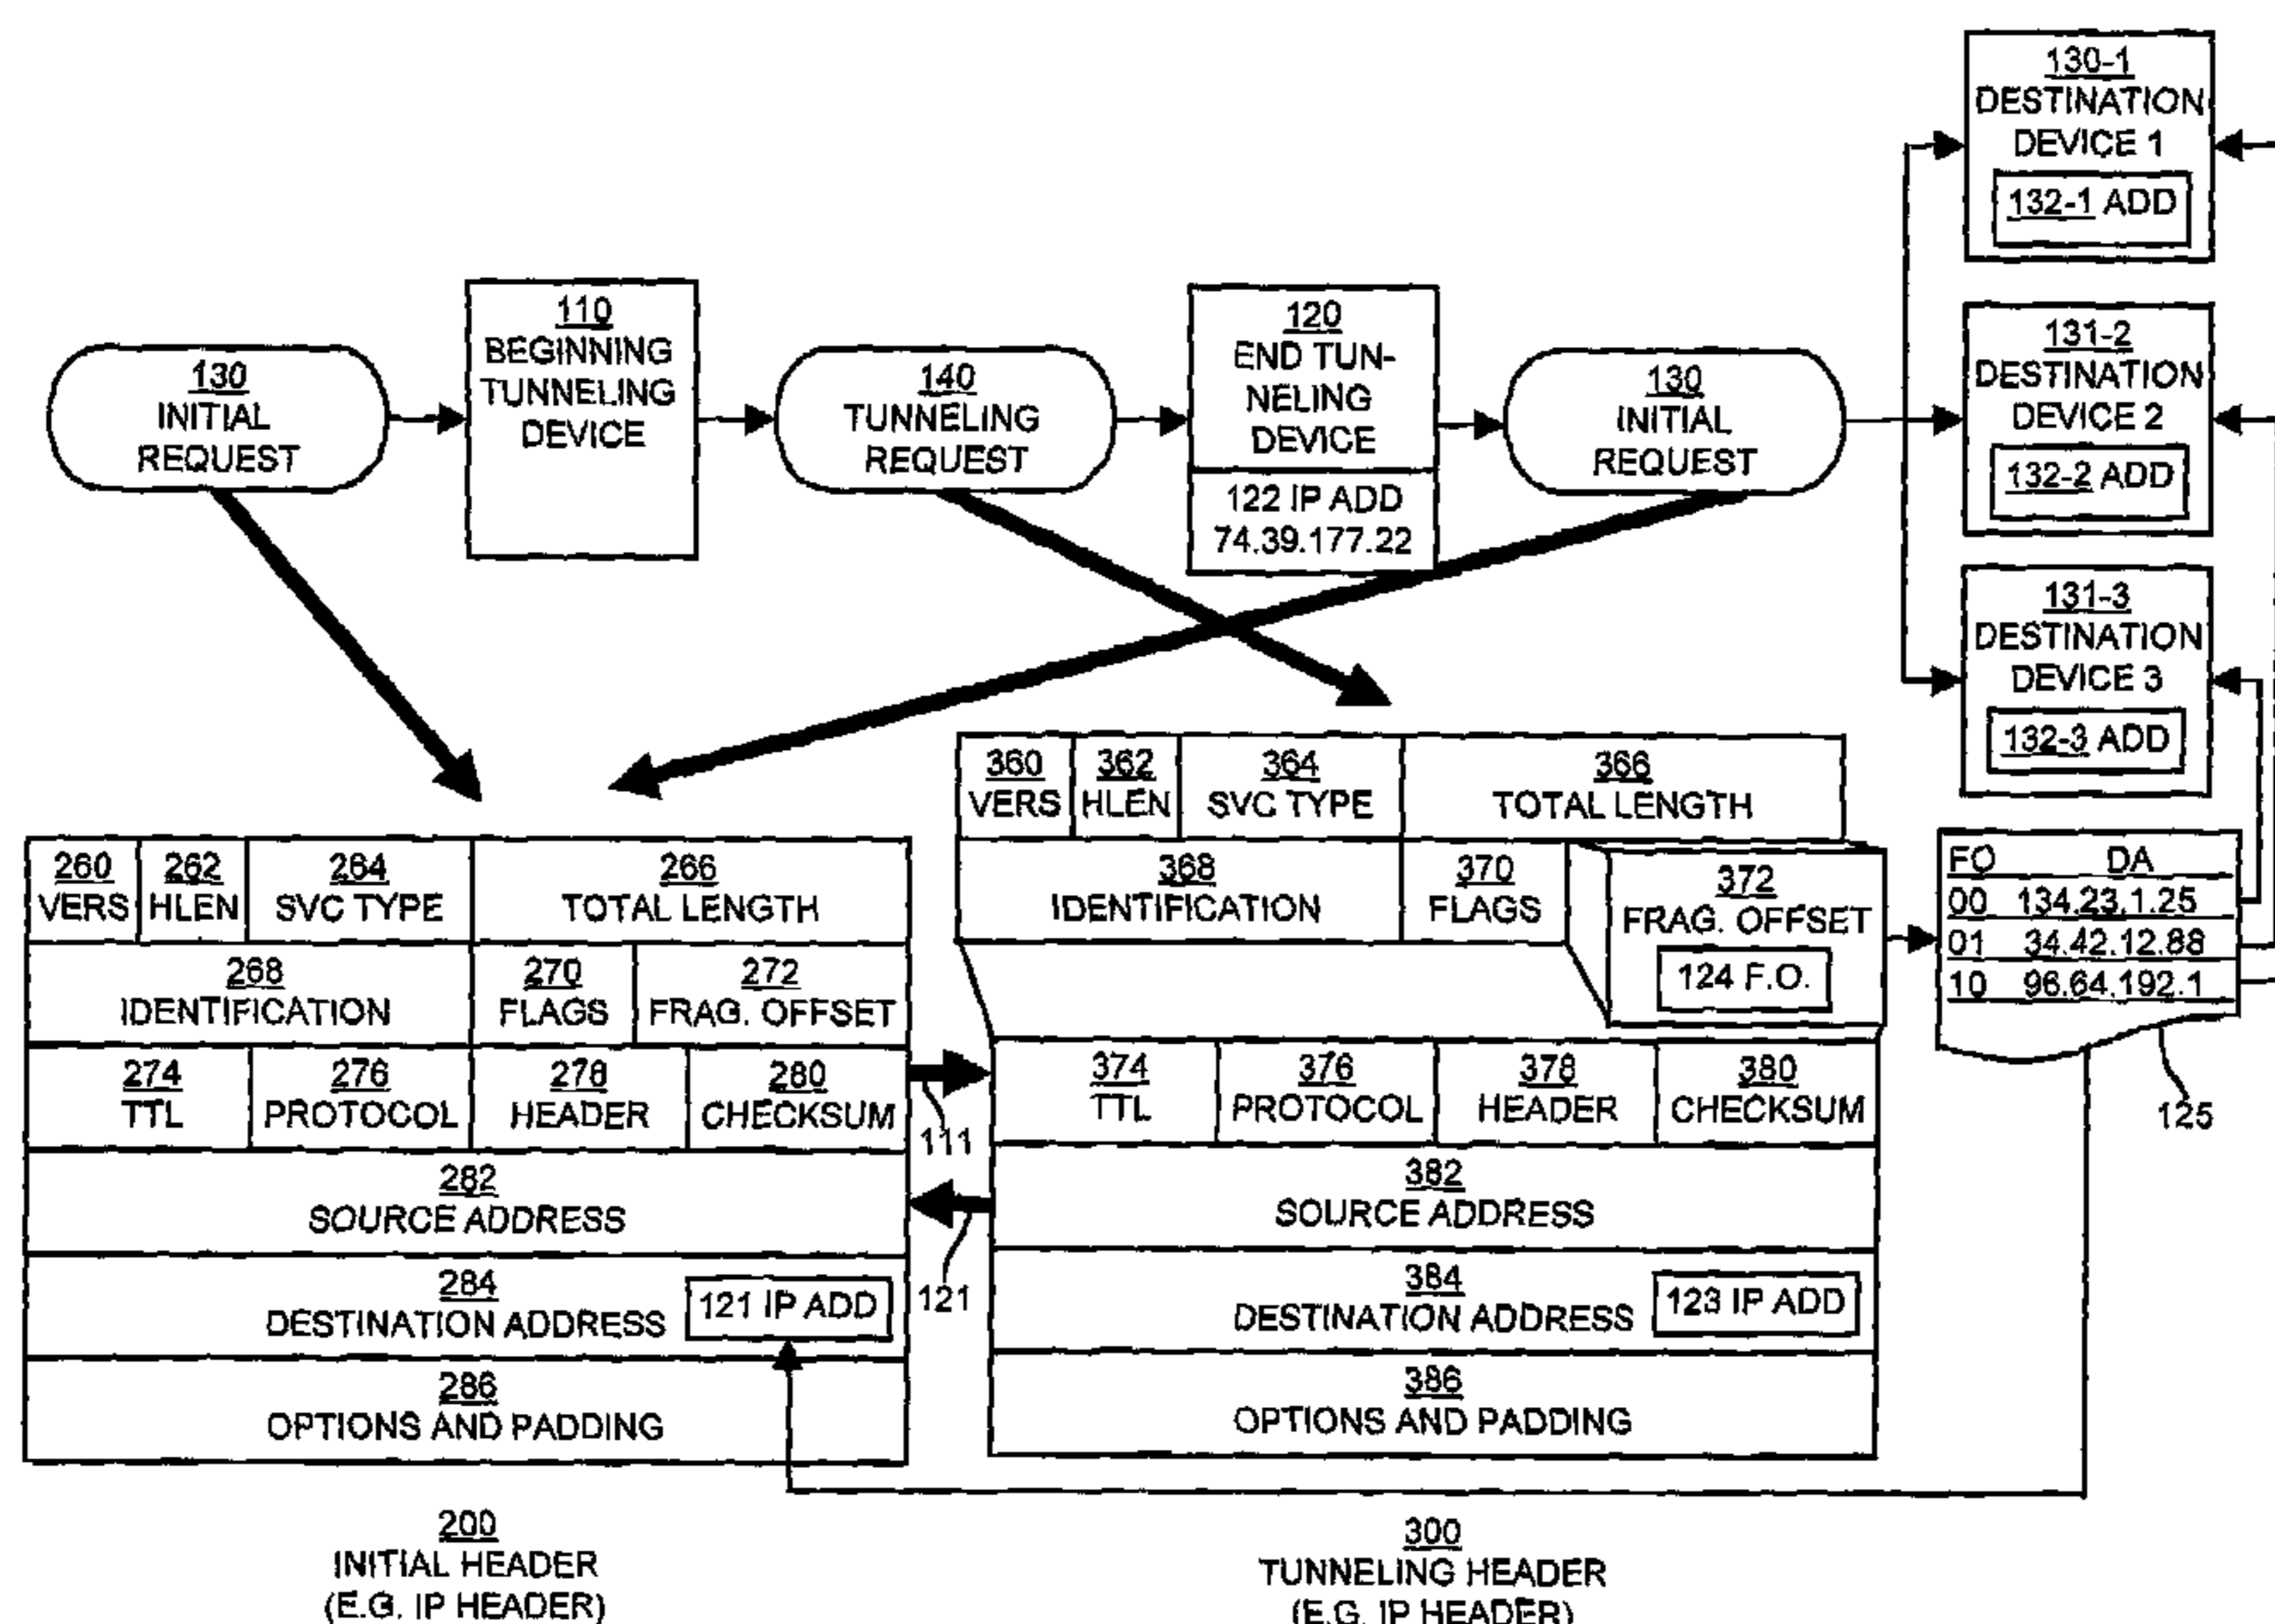 130-1
DESTINATION
DEVICE 1
132-1 ADD
110
BEGINNING
TUNNELING
DEVICE
120
END TUN-
NELING
DEVICE
122 IP ADD
74.39.177.22
131-2
DESTINATION
DEVICE 2
132-2 ADD
130
INITIAL
REQUEST
140
TUNNELING
REQUEST
130
INITIAL
REQUEST
131-3
DESTINATION
DEVICE 3
132-3 ADD
360
VERS
362
HLEN
364
SVC TYPE
366
TOTAL LENGTH
368
IDENTIFICATION
370
FLAGS
372
FRAG. OFFSET
124 F.O.
FO DA
00 134.23.1.25
01 34.42.12.88
10 96.64.192.1
125
260
VERS
262
HLEN
264
SVC TYPE
266
TOTAL LENGTH
268
IDENTIFICATION
270
FLAGS
272
FRAG. OFFSET
274
TTL
276
PROTOCOL
278
HEADER
280
CHECKSUM
111
374
TTL
376
PROTOCOL
378
HEADER
380
CHECKSUM
282
SOURCE ADDRESS
121
382
SOURCE ADDRESS
284
DESTINATION ADDRESS
121 IP ADD
384
DESTINATION ADDRESS
123 IP ADD
286
OPTIONS AND PADDING
386
OPTIONS AND PADDING
200
INITIAL HEADER
(E.G. IP HEADER)
300
TUNNELING HEADER
(E.G. IP HEADER)